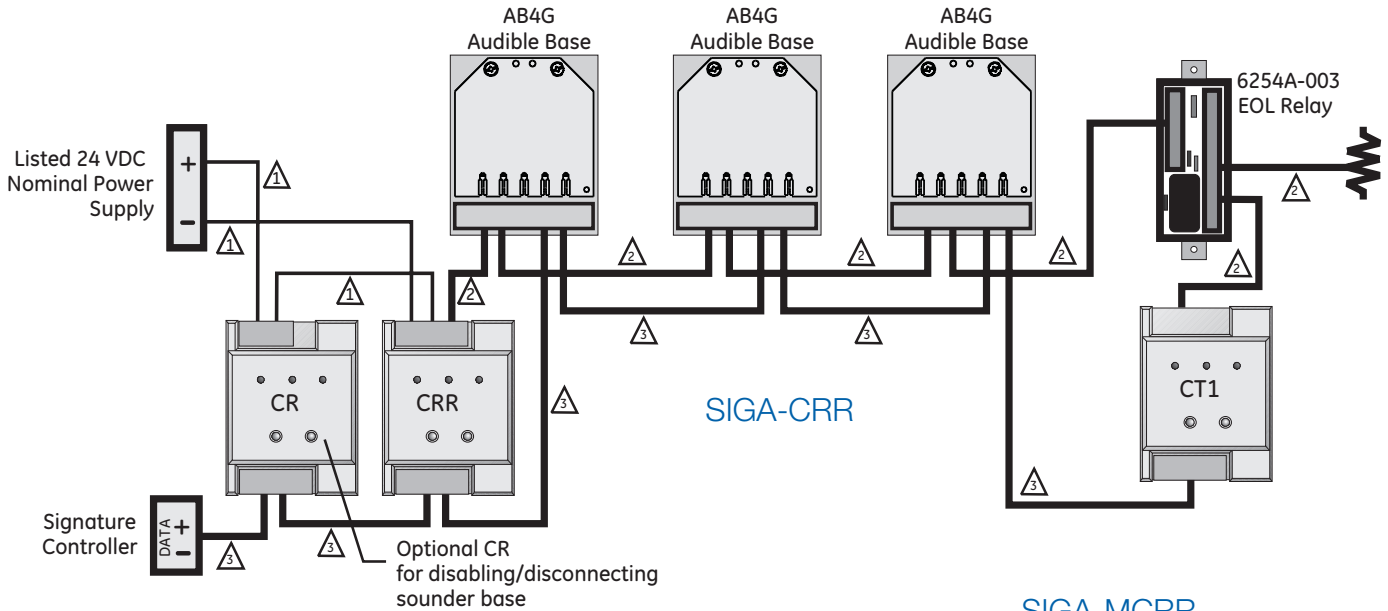 AB4G
Audible Base
AB4G
Audible Base
AB4G
Audible Base
6254A-003
EOL Relay
Listed 24 VDC
Nominal Power
Supply
+
-
1
1
1
2
2
2
2
2
2
3
3
3
3
3
3
CR
CRR
SIGA-CRR
CT1
Signature
Controller
DATA
+
-
Optional CR
for disabling/disconnecting
sounder base
SIGA-MCRR